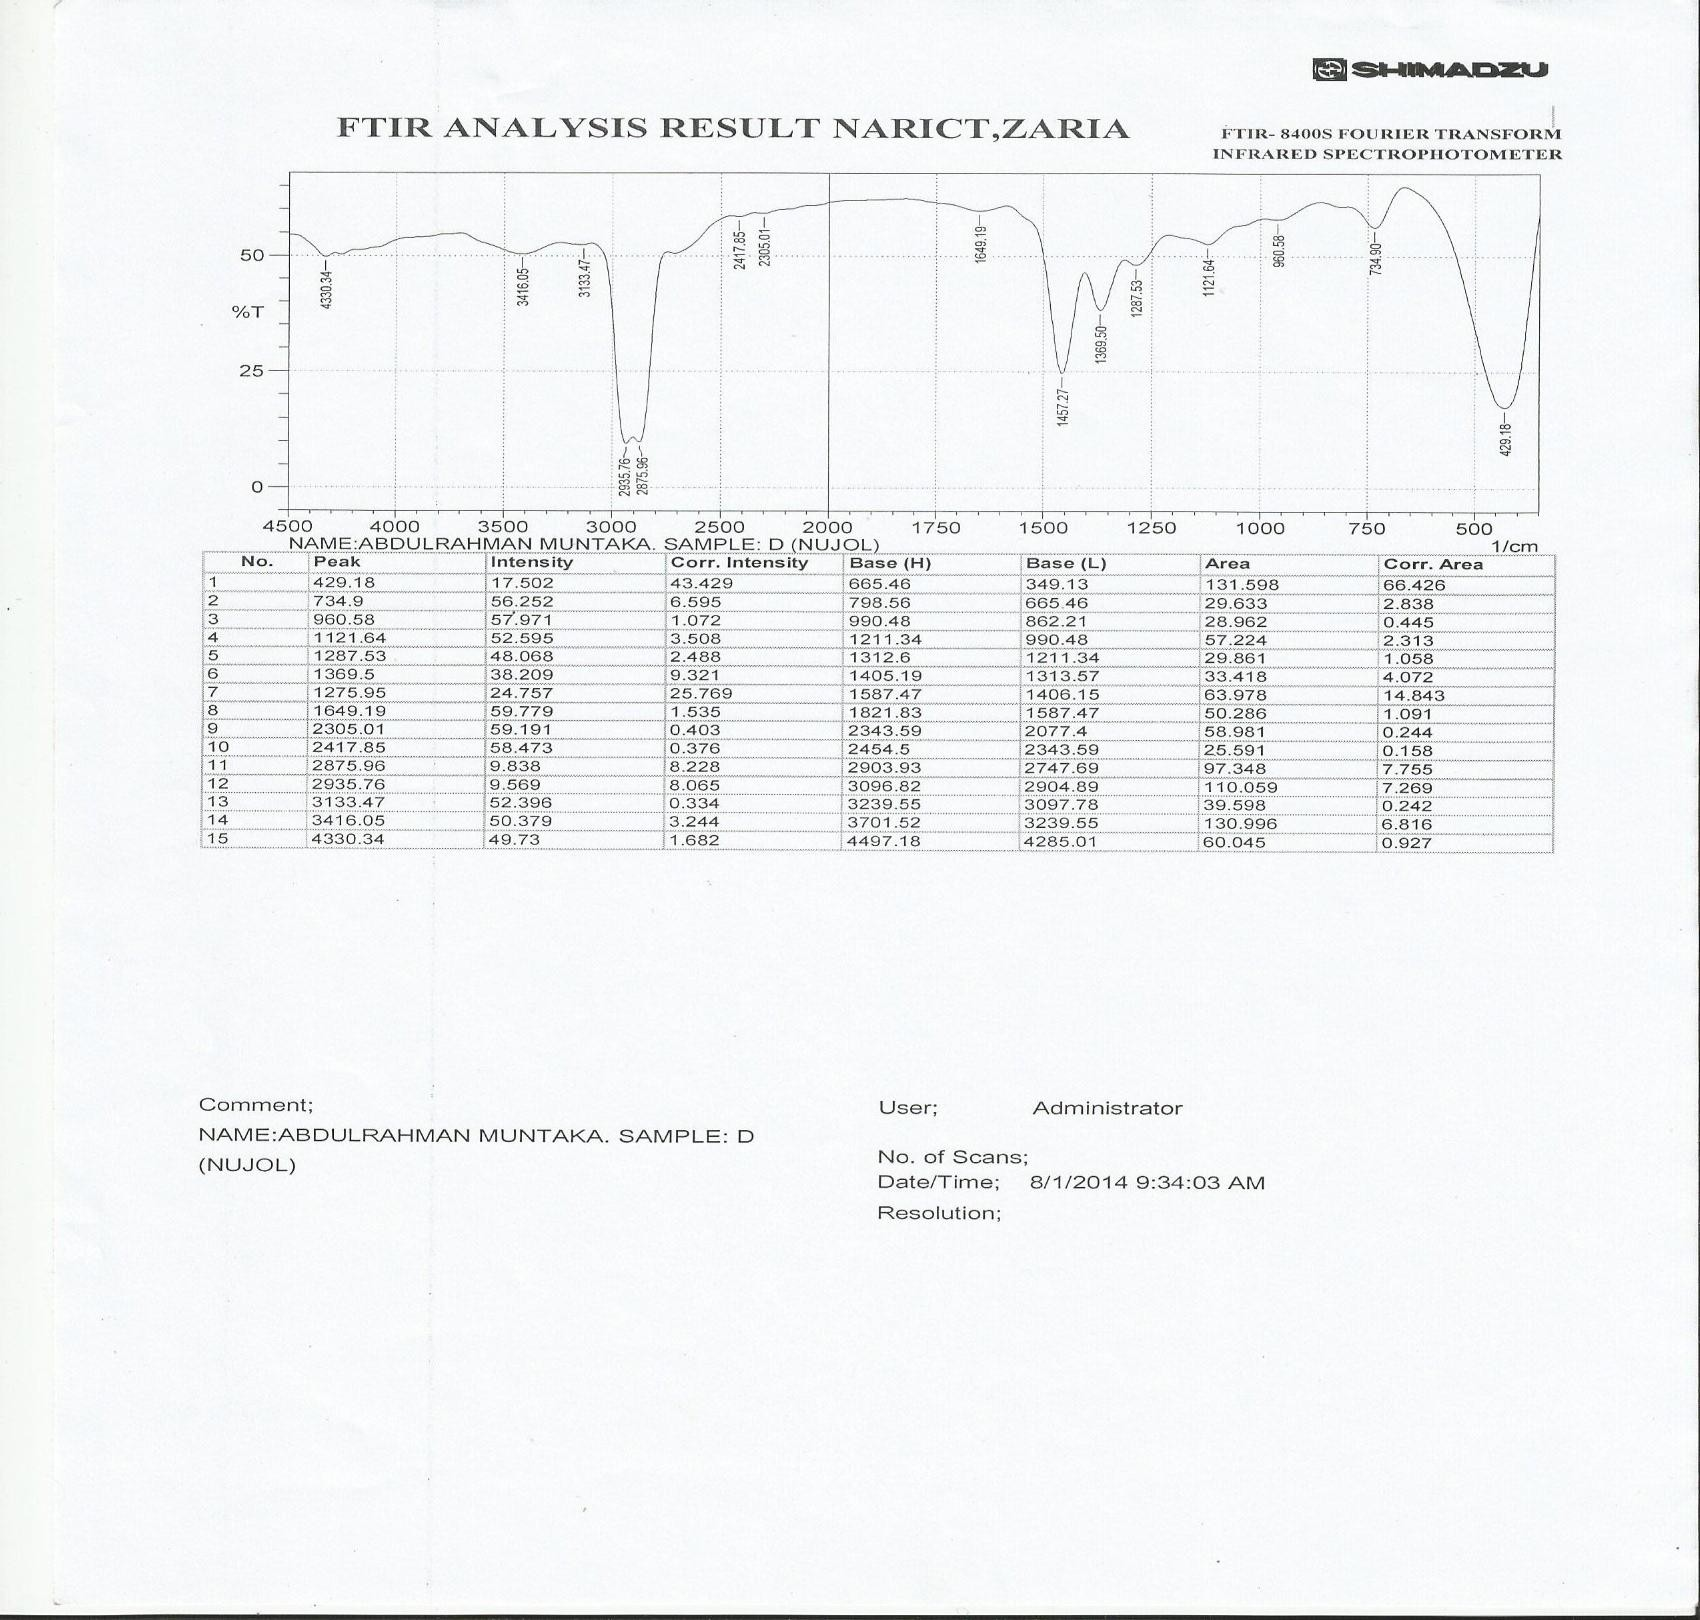 SHIMADZU
FTIR ANALYSIS RESULT NARICT,ZARIA
FTIR- 8400S FOURIER TRANSFORM
INFRARED SPECTROPHOTOMETER
50
%T
25
0
4330.34
3416.05
3133.47
2935.76
2875.96
2417.85
2305.01
1649.19
1457.27
1369.50
1287.53
1121.64
960.58
734.90
429.18
4500 4000 3500 3000 2500 2000 1750 1500 1250 1000 750 500
1/cm
NAME:ABDULRAHMAN MUNTAKA. SAMPLE: D (NUJOL)
No. Peak Intensity Corr. Intensity Base (H) Base (L) Area Corr. Area
1 429.18 17.502 43.429 665.46 349.13 131.598 66.426
2 734.9 56.252 6.595 798.56 665.46 29.633 2.838
3 960.58 57.971 1.072 990.48 862.21 28.962 0.445
4 1121.64 52.595 3.508 1211.34 990.48 57.224 2.313
5 1287.53 48.068 2.488 1312.6 1211.34 29.861 1.058
6 1369.5 38.209 9.321 1405.19 1313.57 33.418 4.072
7 1275.95 24.757 25.769 1587.47 1406.15 63.978 14.843
8 1649.19 59.779 1.535 1821.83 1587.47 50.286 1.091
9 2305.01 59.191 0.403 2343.59 2077.4 58.981 0.244
10 2417.85 58.473 0.376 2454.5 2343.59 25.591 0.158
11 2875.96 9.838 8.228 2903.93 2747.69 97.348 7.755
12 2935.76 9.569 8.065 3096.82 2904.89 110.059 7.269
13 3133.47 52.396 0.334 3239.55 3097.78 39.598 0.242
14 3416.05 50.379 3.244 3701.52 3239.55 130.996 6.816
15 4330.34 49.73 1.682 4497.18 4285.01 60.045 0.927
Comment;
NAME:ABDULRAHMAN MUNTAKA. SAMPLE: D
(NUJOL)
User; Administrator
No. of Scans;
Date/Time; 8/1/2014 9:34:03 AM
Resolution;